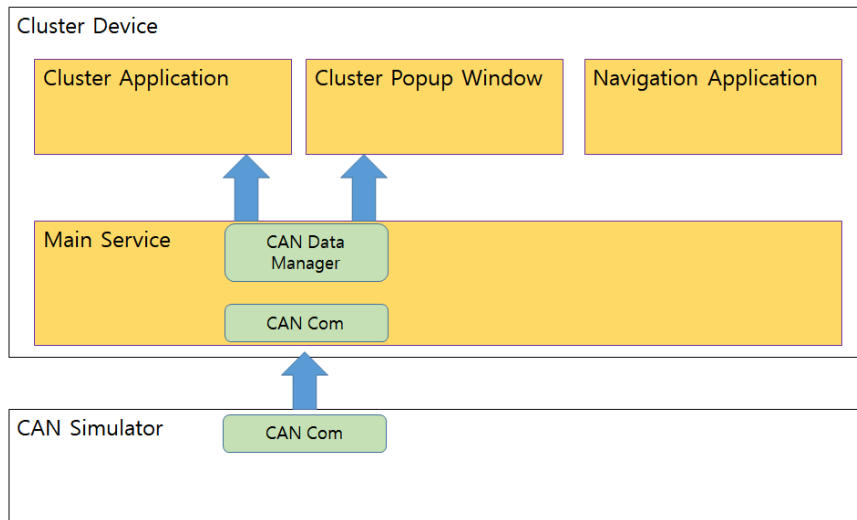 Cluster Device
Cluster Application
Cluster Popup Window
Navigation Application
Main Service
CAN Data
Manager
CAN Com
CAN Simulator
CAN Com